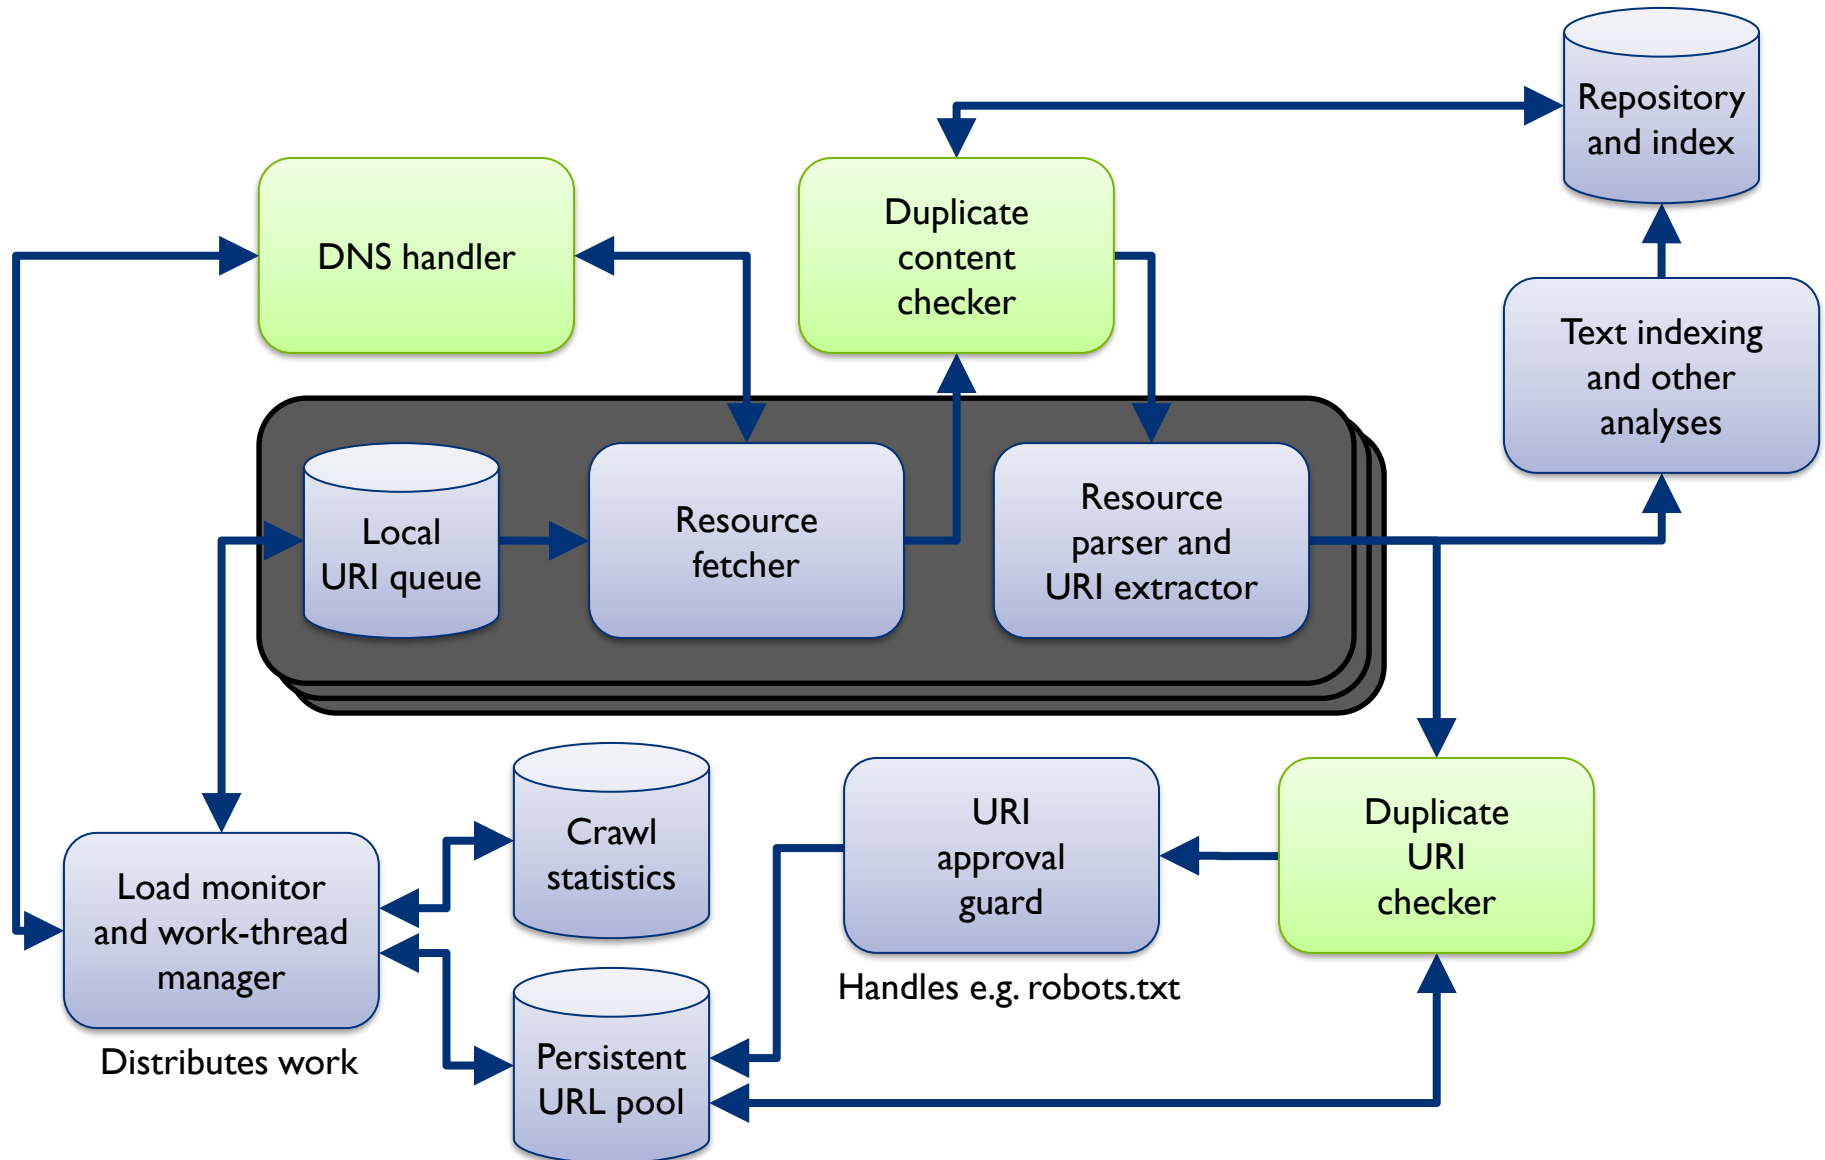 Repository
and index
DNS handler
Duplicate
content
checker
Text indexing
and other
analyses
Local
URI queue
Resource
fetcher
Resource
parser and
URI extractor
Load monitor
and work-thread
manager
Distributes work
Crawl
statistics
Persistent
URL pool
URI
approval
guard
Handles e.g. robots.txt
Duplicate
URI
checker